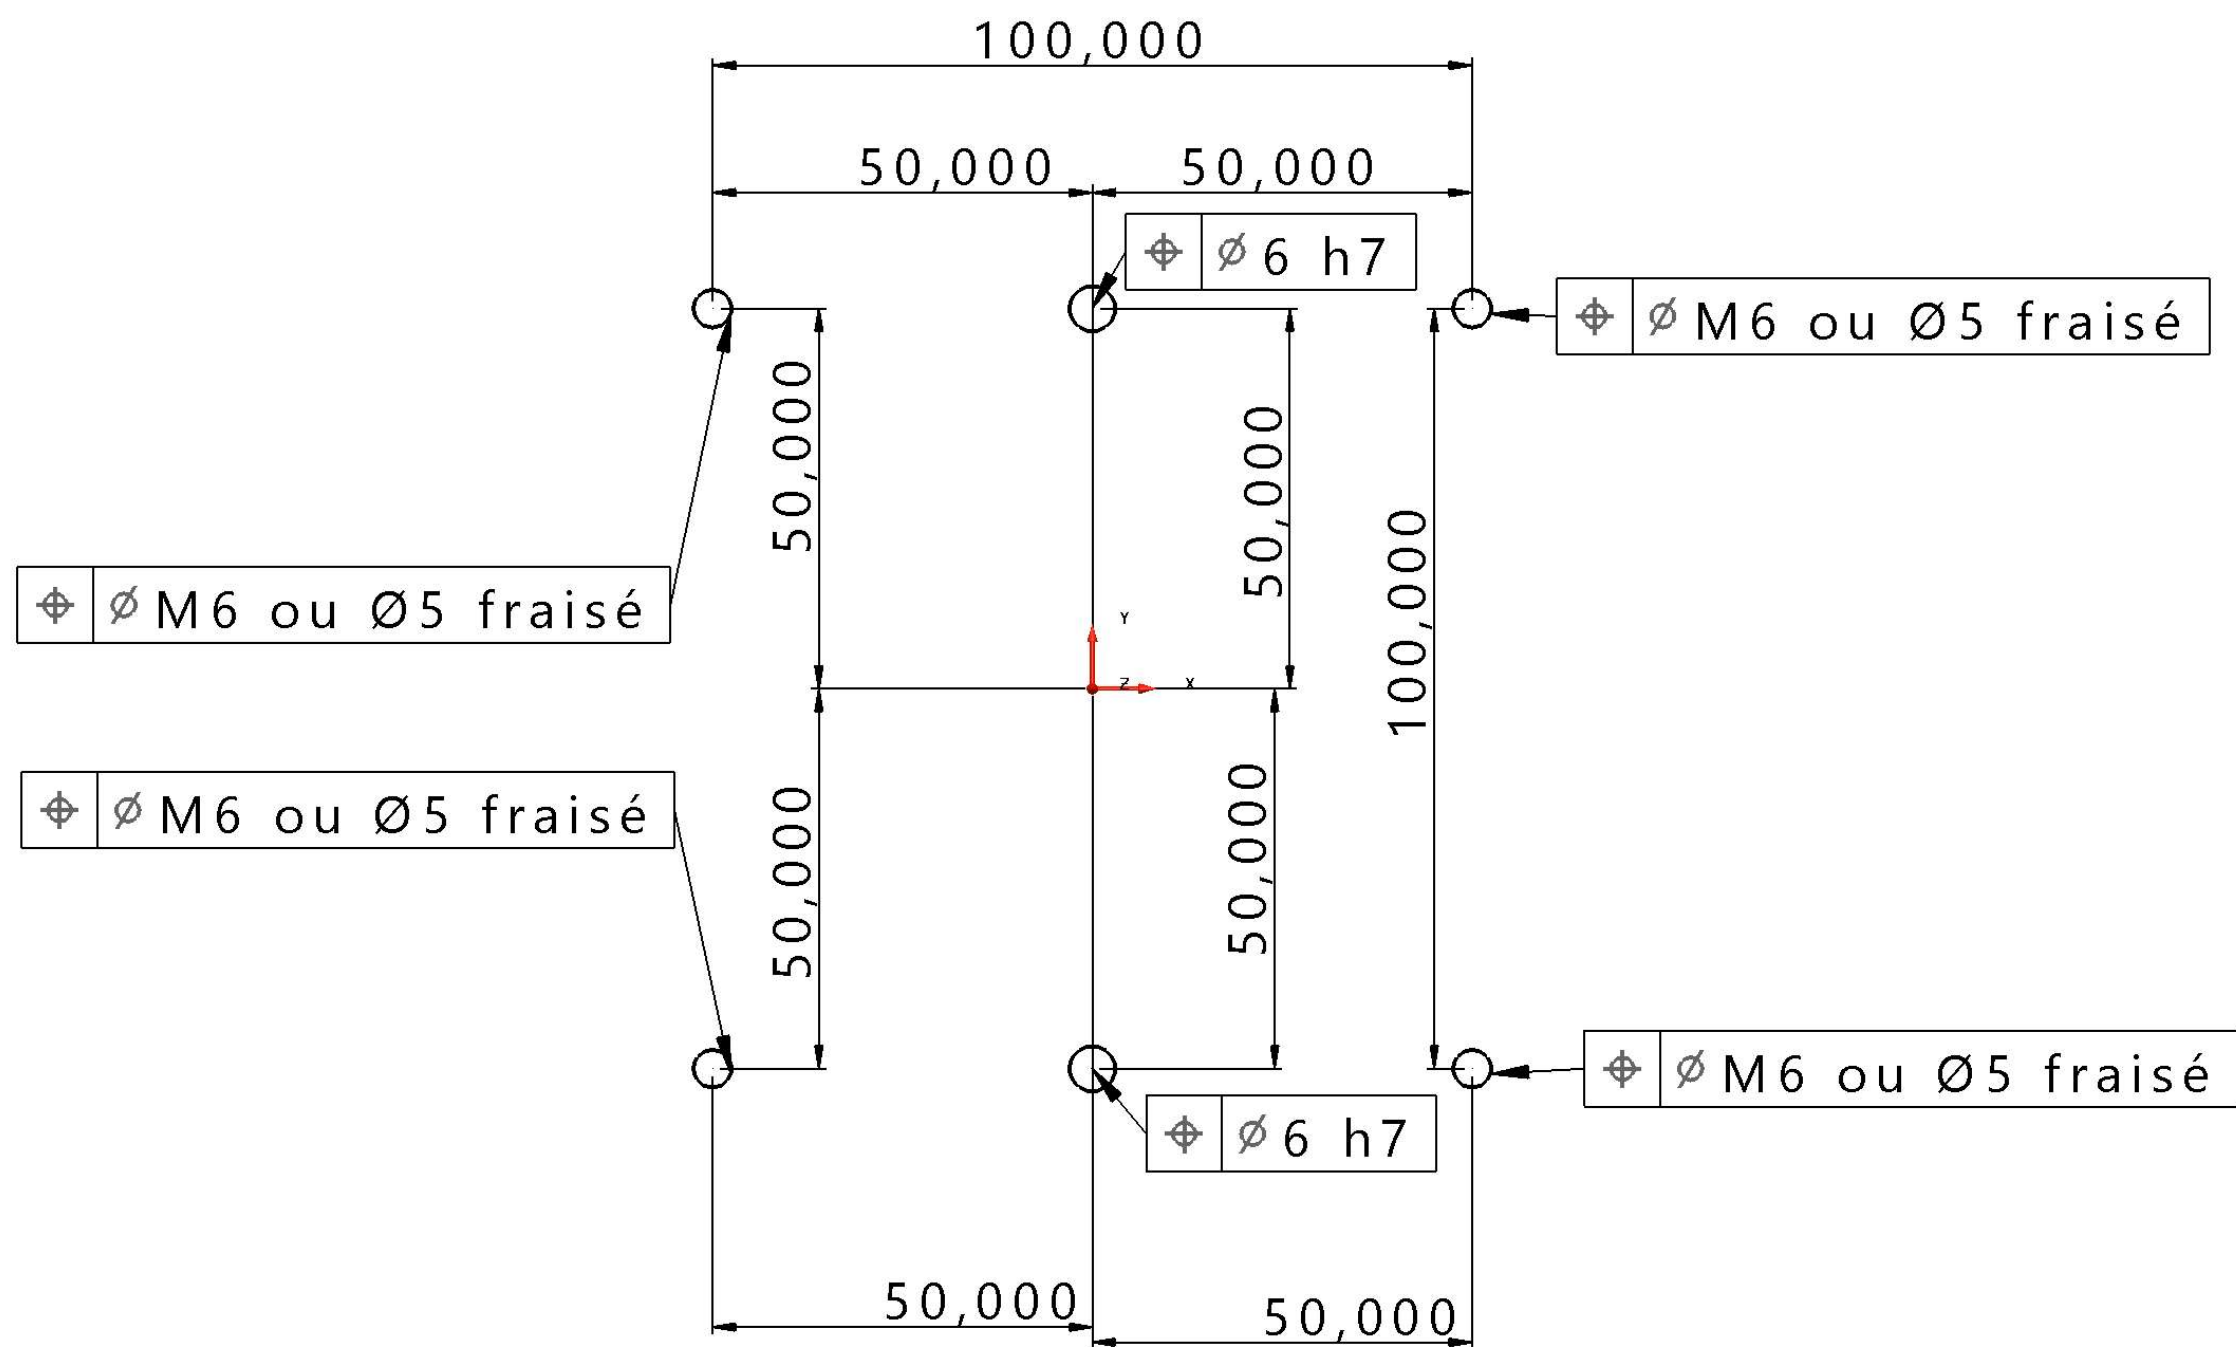 100,000
50,000
50,000
⌖ ⌀ 6 h7
⌖ ⌀ M6 ou Ø5 fraisé
50,000
50,000
100,000
⌖ ⌀ M6 ou Ø5 fraisé
Y
Z
X
⌖ ⌀ M6 ou Ø5 fraisé
50,000
50,000
⌖ ⌀ M6 ou Ø5 fraisé
⌖ ⌀ 6 h7
50,000
50,000